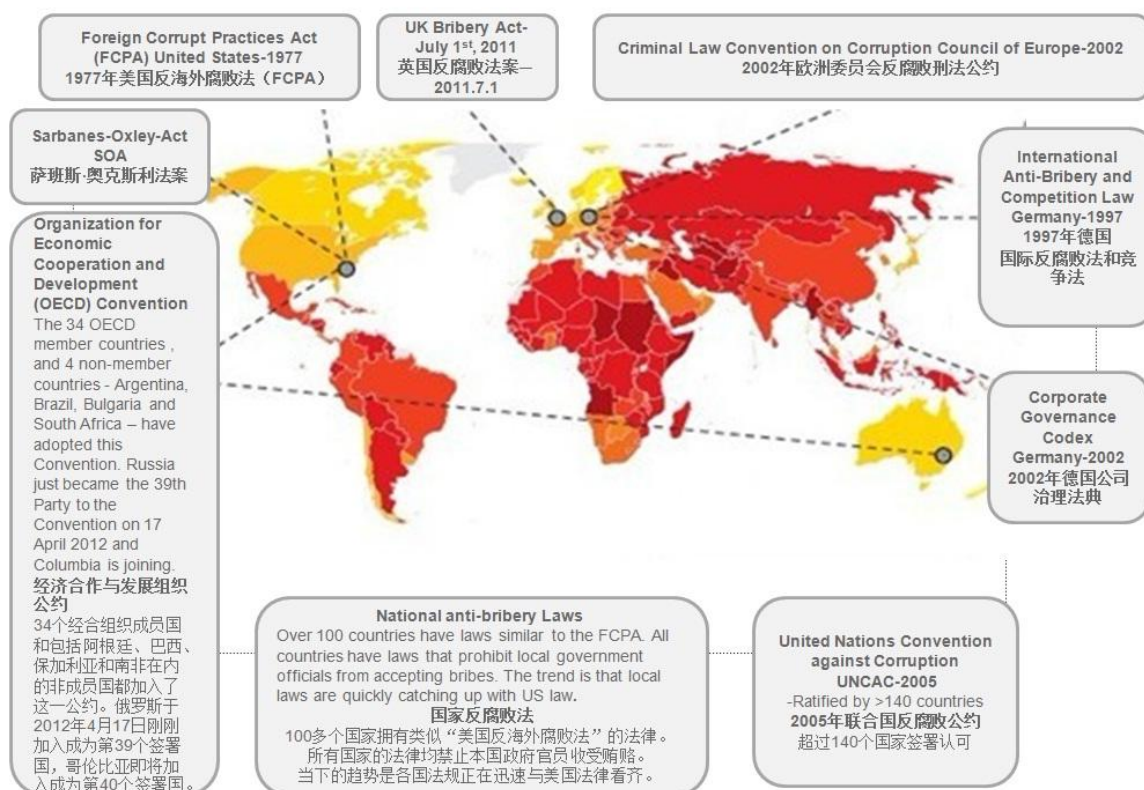 Foreign Corrupt Practices Act
(FCPA) United States-1977
1977年美国反海外腐败法（FCPA）
UK Bribery Act-
July 1st, 2011
英国反腐败法案—
2011.7.1
Criminal Law Convention on Corruption Council of Europe-2002
2002年欧洲委员会反腐败刑法公约
Sarbanes-Oxley-Act
SOA
萨班斯·奥克斯利法案
International
Anti-Bribery and
Competition Law
Germany-1997
1997年德国
国际反腐败法和竞
争法
Organization for
Economic
Cooperation and
Development
(OECD) Convention
The 34 OECD
member countries ,
and 4 non-member
countries - Argentina,
Brazil, Bulgaria and
South Africa – have
adopted this
Convention. Russia
just became the 39th
Party to the
Convention on 17
April 2012 and
Columbia is joining.
经济合作与发展组织
公约
34个经合组织成员国
和包括阿根廷、巴西、
保加利亚和南非在内
的非成员国都加入了
这一公约。俄罗斯于
2012年4月17日刚刚
加入成为第39个签署
国，哥伦比亚即将加
入成为第40个签署国。
Corporate
Governance
Codex
Germany-2002
2002年德国公司
治理法典
National anti-bribery Laws
Over 100 countries have laws similar to the FCPA. All
countries have laws that prohibit local government
officials from accepting bribes. The trend is that local
laws are quickly catching up with US law.
国家反腐败法
100多个国家拥有类似“美国反海外腐败法”的法律。
所有国家的法律均禁止本国政府官员收受贿赂。
当下的趋势是各国法规正在迅速与美国法律看齐。
United Nations Convention
against Corruption
UNCAC-2005
-Ratified by >140 countries
2005年联合国反腐败公约
超过140个国家签署认可